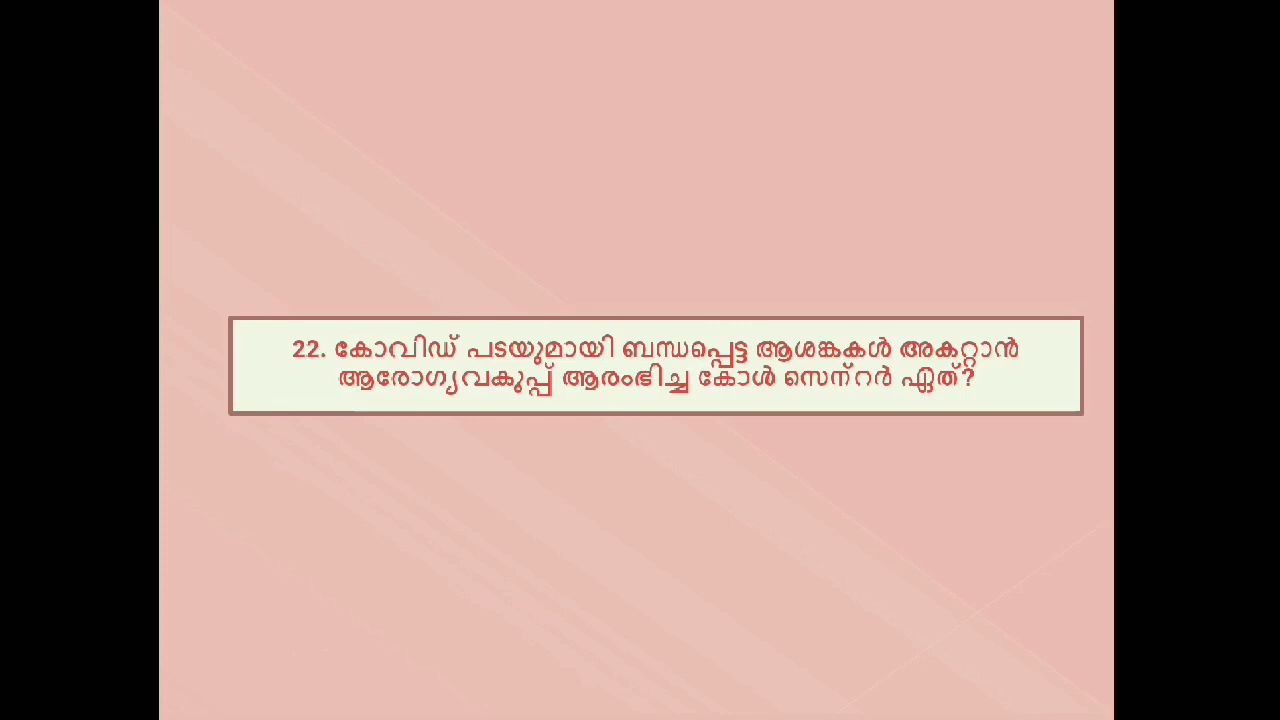 22. കോവിഡ് പടയുമായി ബന്ധപ്പെട്ട ആശങ്കകൾ അകറ്റാൻ
ആരോഗ്യവകുപ്പ് ആരംഭിച്ച കോൾ സെന്റർ ഏത്?